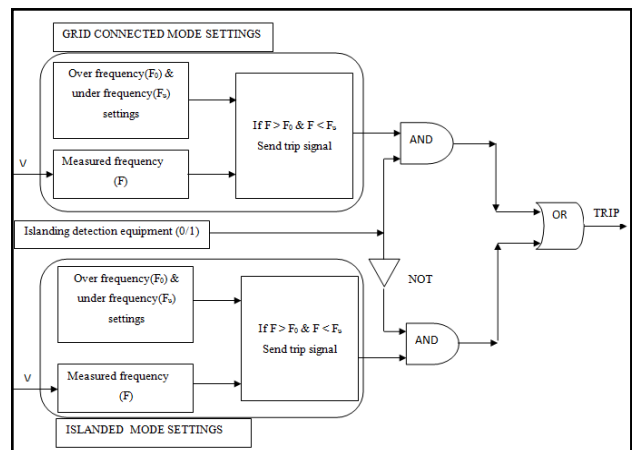 GRID CONNECTED MODE SETTINGS
Over frequency(F0) &
under frequency(Fu)
settings
If F > F0 & F < Fu
Send trip signal
V
Measured frequency
(F)
AND
Islanding detection equipment (0/1)
OR
TRIP
NOT
Over frequency(F0) &
under frequency(Fu)
settings
If F > F0 & F < Fu
Send trip signal
AND
V
Measured frequency
(F)
ISLANDED MODE SETTINGS